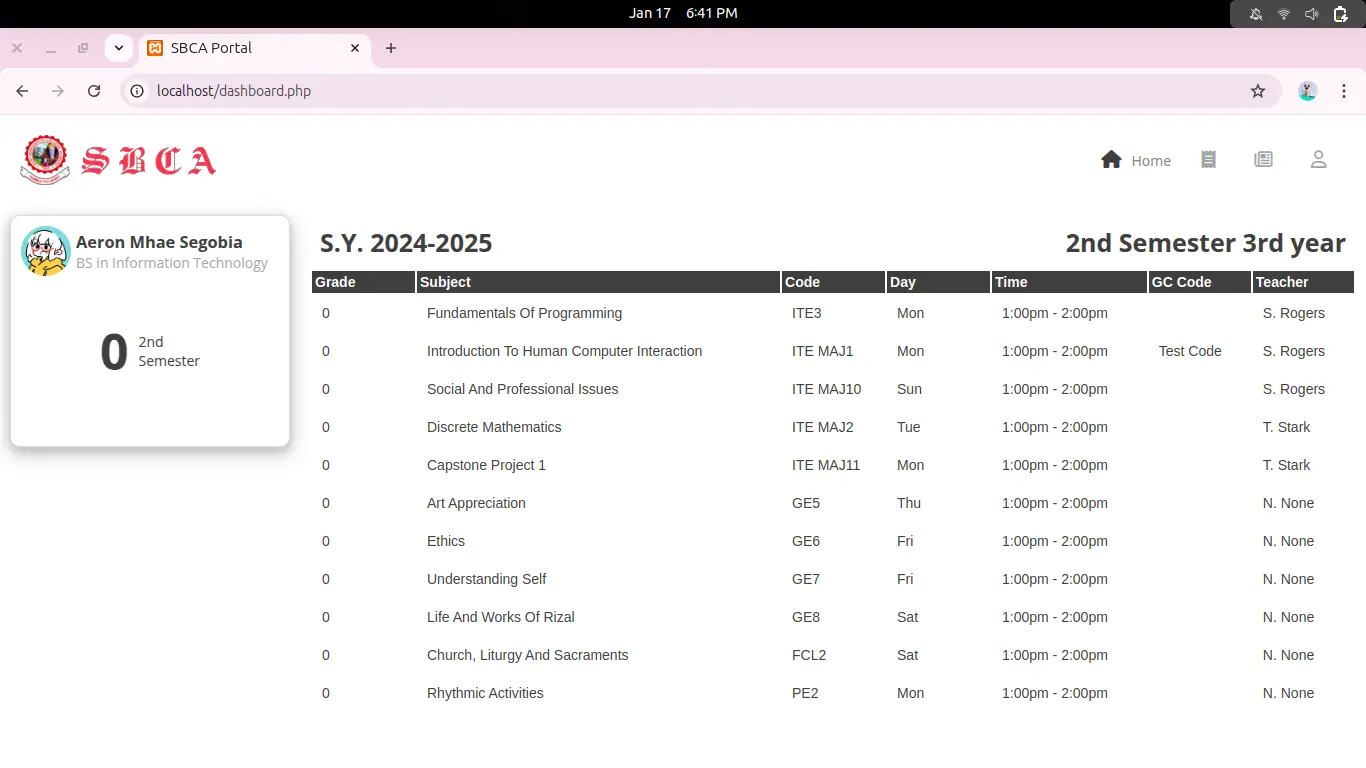 Jan 17 6:41 PM
SBCA Portal
localhost/dashboard.php
SBCA
Home
Aeron Mhae Segobia
BS in Information Technology
0 2nd Semester
S.Y. 2024-2025 2nd Semester 3rd year
Grade Subject Code Day Time GC Code Teacher
0 Fundamentals Of Programming ITE3 Mon 1:00pm - 2:00pm S. Rogers
0 Introduction To Human Computer Interaction ITE MAJ1 Mon 1:00pm - 2:00pm Test Code S. Rogers
0 Social And Professional Issues ITE MAJ10 Sun 1:00pm - 2:00pm S. Rogers
0 Discrete Mathematics ITE MAJ2 Tue 1:00pm - 2:00pm T. Stark
0 Capstone Project 1 ITE MAJ11 Mon 1:00pm - 2:00pm T. Stark
0 Art Appreciation GE5 Thu 1:00pm - 2:00pm N. None
0 Ethics GE6 Fri 1:00pm - 2:00pm N. None
0 Understanding Self GE7 Fri 1:00pm - 2:00pm N. None
0 Life And Works Of Rizal GE8 Sat 1:00pm - 2:00pm N. None
0 Church, Liturgy And Sacraments FCL2 Sat 1:00pm - 2:00pm N. None
0 Rhythmic Activities PE2 Mon 1:00pm - 2:00pm N. None